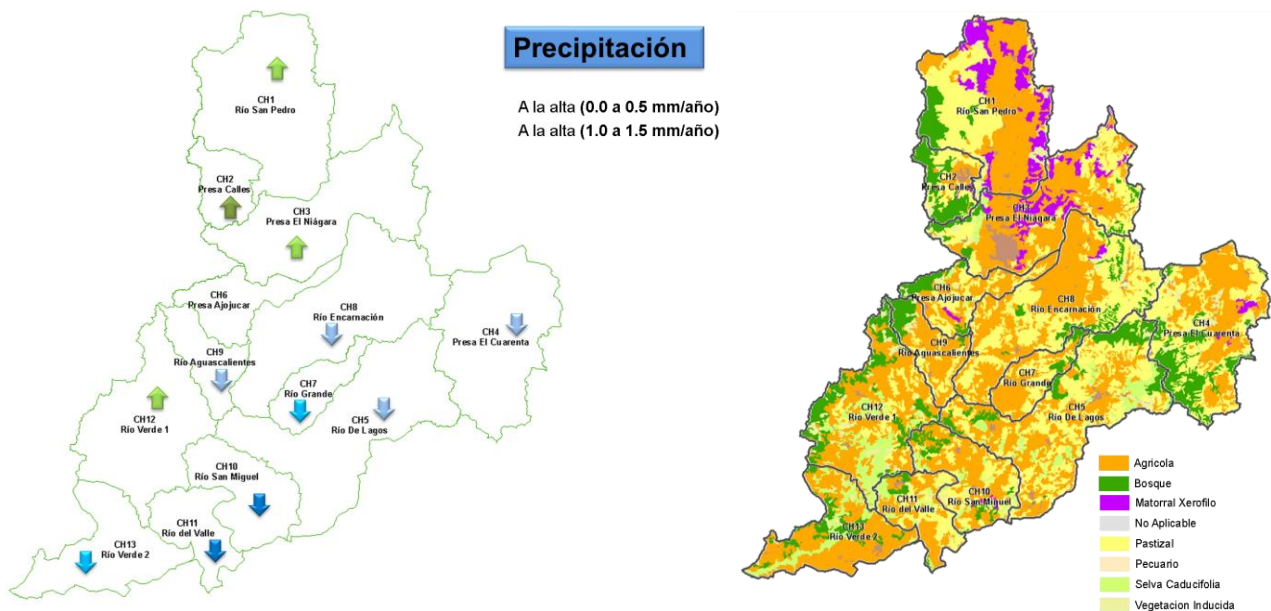 Precipitación
A la alta (0.0 a 0.5 mm/año)
A la alta (1.0 a 1.5 mm/año)
CH1
Río San Pedro
CH2
Presa Calles
CH3
Presa El Niágara
CH6
Presa Ajojucar
CH8
Río Encarnación
CH4
Presa El Cuarenta
CH9
Río Aguascalientes
CH7
Río Grande
CH12
Río Verde 1
CH5
Río De Lagos
CH10
Río San Miguel
CH11
Río del Valle
CH13
Río Verde 2
CH1
Río San Pedro
CH2
Presa Calles
CH3
Presa El Niágara
CH6
Presa Ajojucar
CH8
Río Encarnación
CH4
Presa El Cuarenta
CH9
Río Aguascalientes
CH7
Río Grande
CH12
Río Verde 1
CH5
Río De Lagos
CH10
Río San Miguel
CH11
Río del Valle
CH13
Río Verde 2
Agricola
Bosque
Matorral Xerofilo
No Aplicable
Pastizal
Pecuario
Selva Caducifolia
Vegetacion Inducida